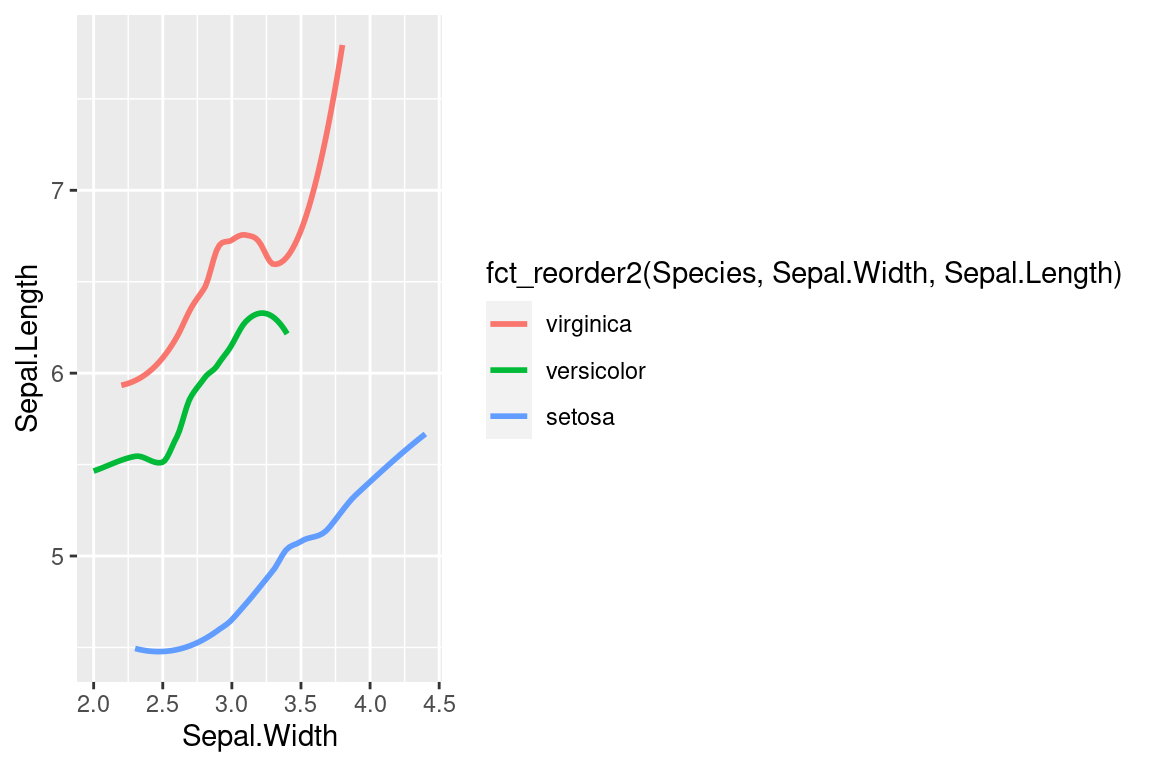 7
6
5
Sepal.Length
2.0 2.5 3.0 3.5 4.0 4.5
Sepal.Width
fct_reorder2(Species, Sepal.Width, Sepal.Length)
virginica
versicolor
setosa